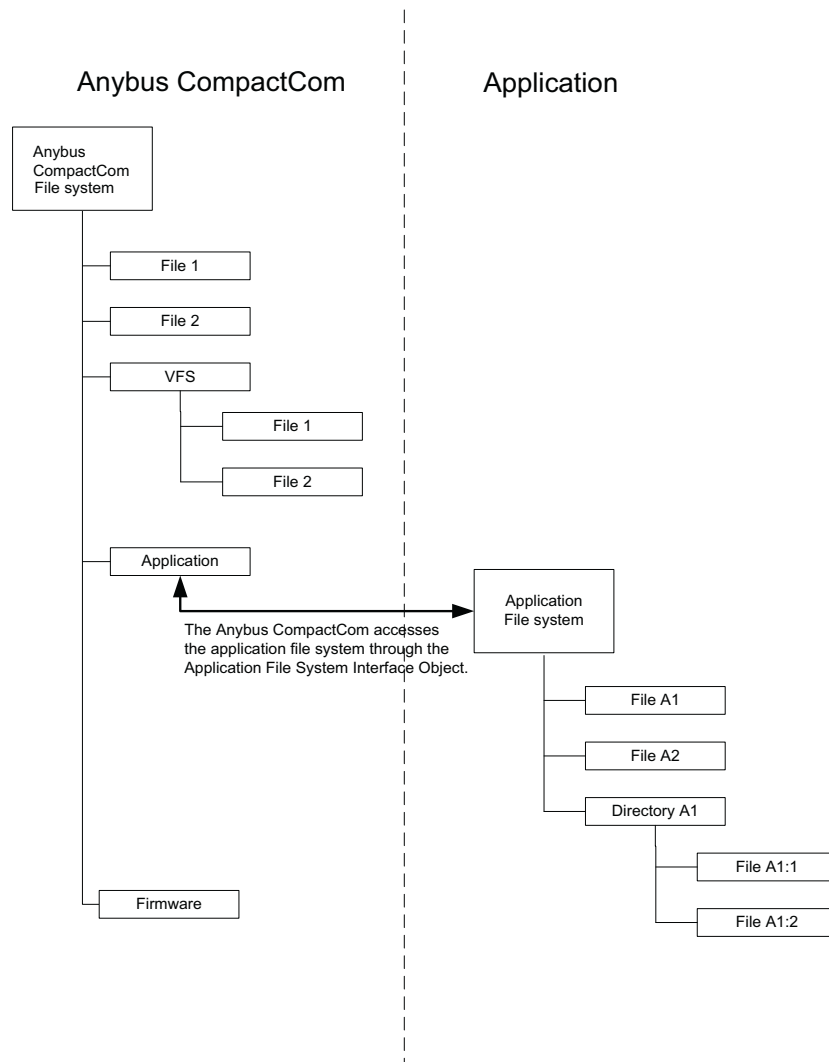 Anybus CompactCom
Application
Anybus
CompactCom
File system
File 1
File 2
VFS
File 1
File 2
Application
The Anybus CompactCom accesses
the application file system through the
Application File System Interface Object.
Application
File system
File A1
File A2
Directory A1
File A1:1
File A1:2
Firmware